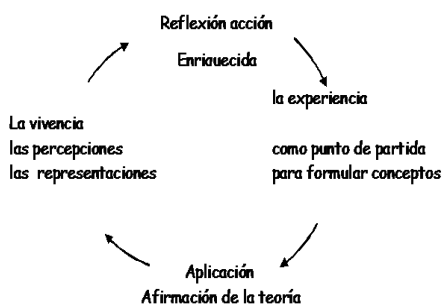 Reflexión acción
Enriauecida
la experiencia
como punto de partida
para formular conceptos
La vivencia
las percepciones
las representaciones
Aplicación
Afirmación de la teoría